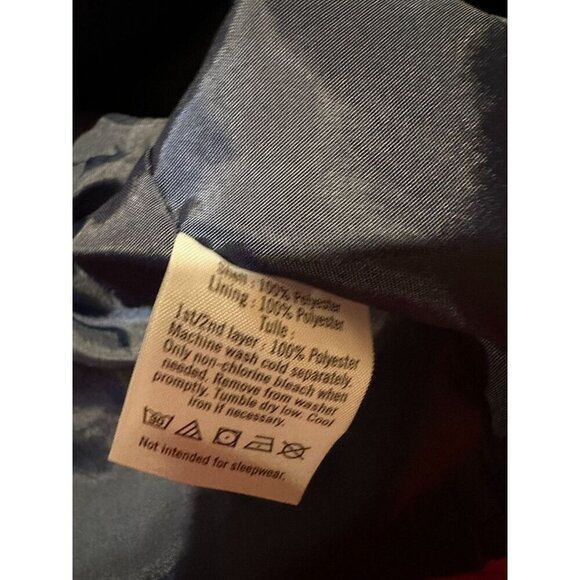 Shell : 100% Polyester
Lining : 100% Polyester
Tulle :
1st/2nd layer : 100% Polyester
Machine wash cold separately.
Only non-chlorine bleach when
needed. Remove from washer
promptly. Tumble dry low. Cool
iron if necessary.
30
Not intended for sleepwear.